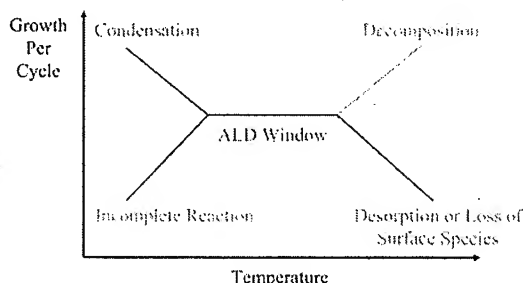 Growth
Per
Cycle
Condensation
Decomposition
ALD Window
Incomplete Reaction
Desorption or Loss of
Surface Species
Temperature